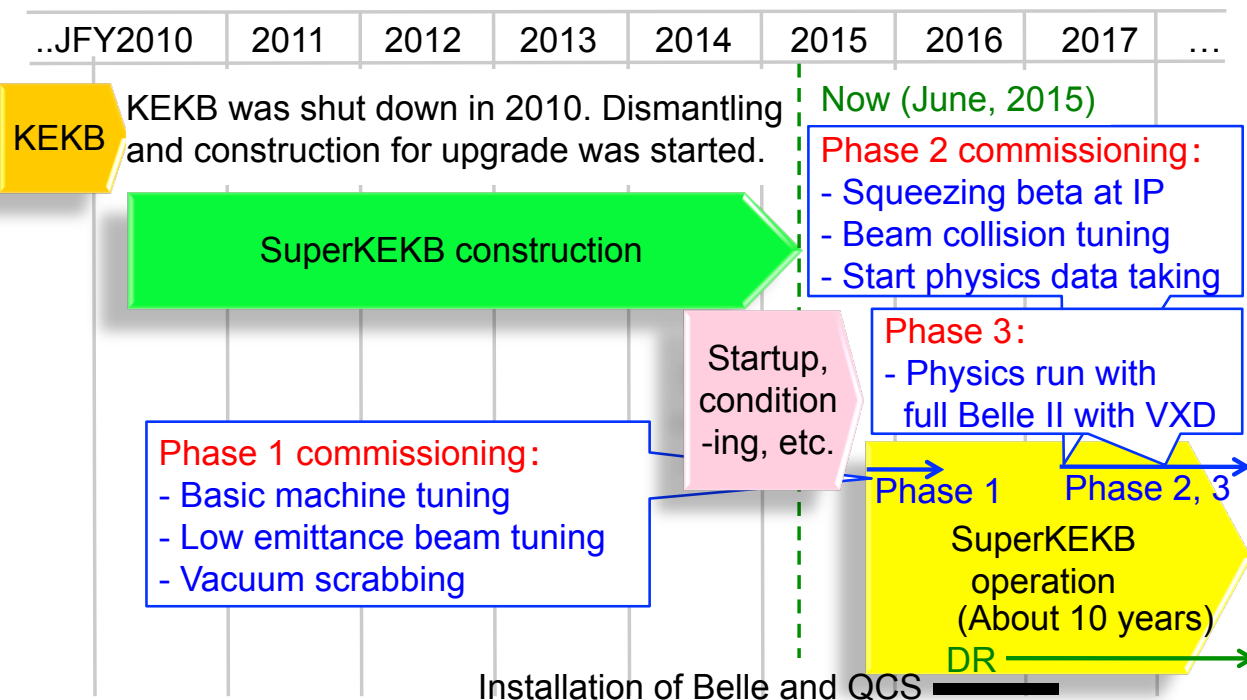 ..JFY2010 2011 2012 2013 2014 2015 2016 2017 ...
KEKB
KEKB was shut down in 2010. Dismantling
and construction for upgrade was started.
Now (June, 2015)
Phase 2 commissioning:
- Squeezing beta at IP
- Beam collision tuning
- Start physics data taking
SuperKEKB construction
Startup,
condition
-ing, etc.
Phase 3:
- Physics run with
full Belle II with VXD
Phase 1 commissioning:
- Basic machine tuning
- Low emittance beam tuning
- Vacuum scrabbing
Phase 1
Phase 2, 3
SuperKEKB
operation
(About 10 years)
DR
Installation of Belle and QCS